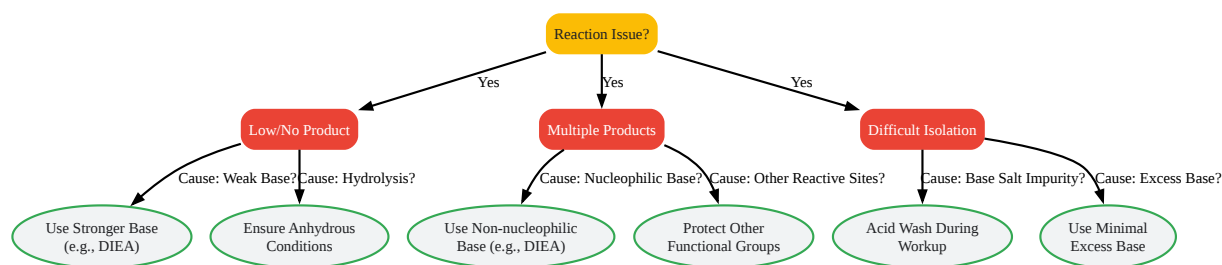 Reaction Issue?
Yes
Yes
Yes
Low/No Product
Multiple Products
Difficult Isolation
Cause: Weak Base?
Cause: Hydrolysis?
Cause: Nucleophilic Base?
Cause: Other Reactive Sites?
Cause: Base Salt Impurity?
Cause: Excess Base?
Use Stronger Base
(e.g., DIEA)
Ensure Anhydrous
Conditions
Use Non-nucleophilic
Base (e.g., DIEA)
Protect Other
Functional Groups
Acid Wash During
Workup
Use Minimal
Excess Base